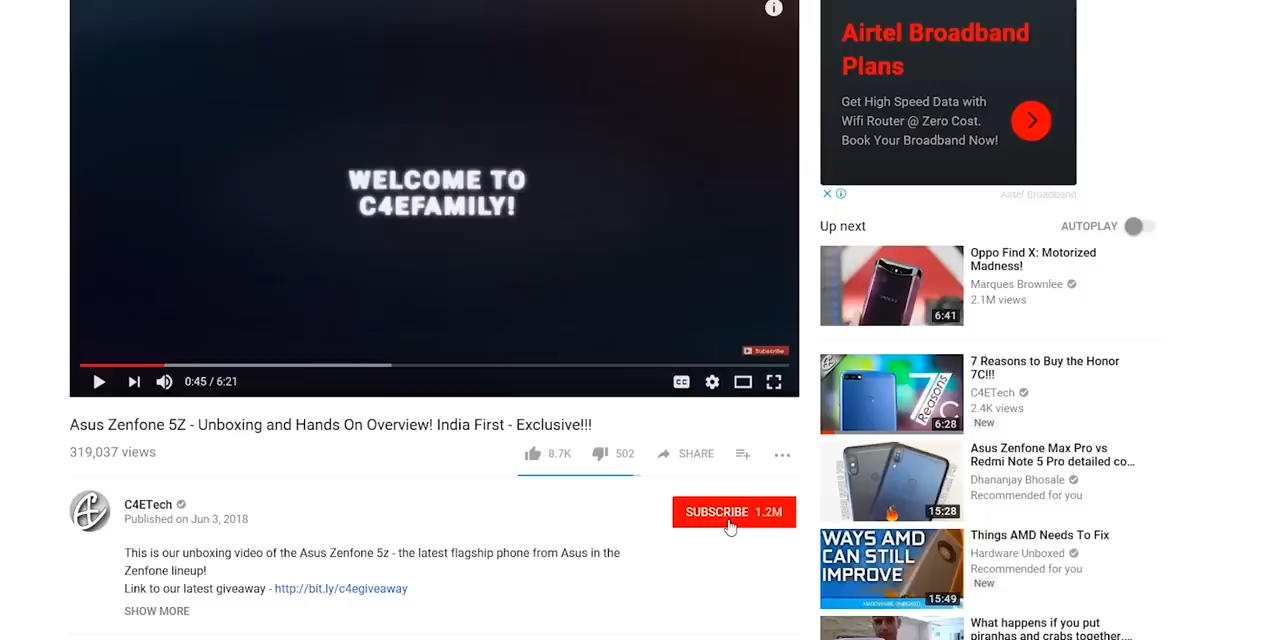 WELCOME TO
C4EFAMILY!
Subscribe
0:45 / 6:21
CC
Asus Zenfone 5Z - Unboxing and Hands On Overview! India First - Exclusive!!!
319,037 views
8.7K
502
SHARE
C4ETech
Published on Jun 3, 2018
SUBSCRIBE 1.2M
This is our unboxing video of the Asus Zenfone 5z - the latest flagship phone from Asus in the
Zenfone lineup!
Link to our latest giveaway - http://bit.ly/c4egiveaway
SHOW MORE
Airtel Broadband
Plans
Get High Speed Data with
Wifi Router @ Zero Cost.
Book Your Broadband Now!
Airtel Broadband
Up next
AUTOPLAY
6:41
Oppo Find X: Motorized
Madness!
Marques Brownlee
2.1M views
7
Reasons
C
6:28
7 Reasons to Buy the Honor
7C!!!
C4ETech
2.4K views
New
15:28
Asus Zenfone Max Pro vs
Redmi Note 5 Pro detailed co...
Dhananjay Bhosale
Recommended for you
WAYS AMD
CAN STILL
IMPROVE
HARDWARE UNBOXED
15:49
Things AMD Needs To Fix
Hardware Unboxed
Recommended for you
New
What happens if you put
piranhas and crabs together....